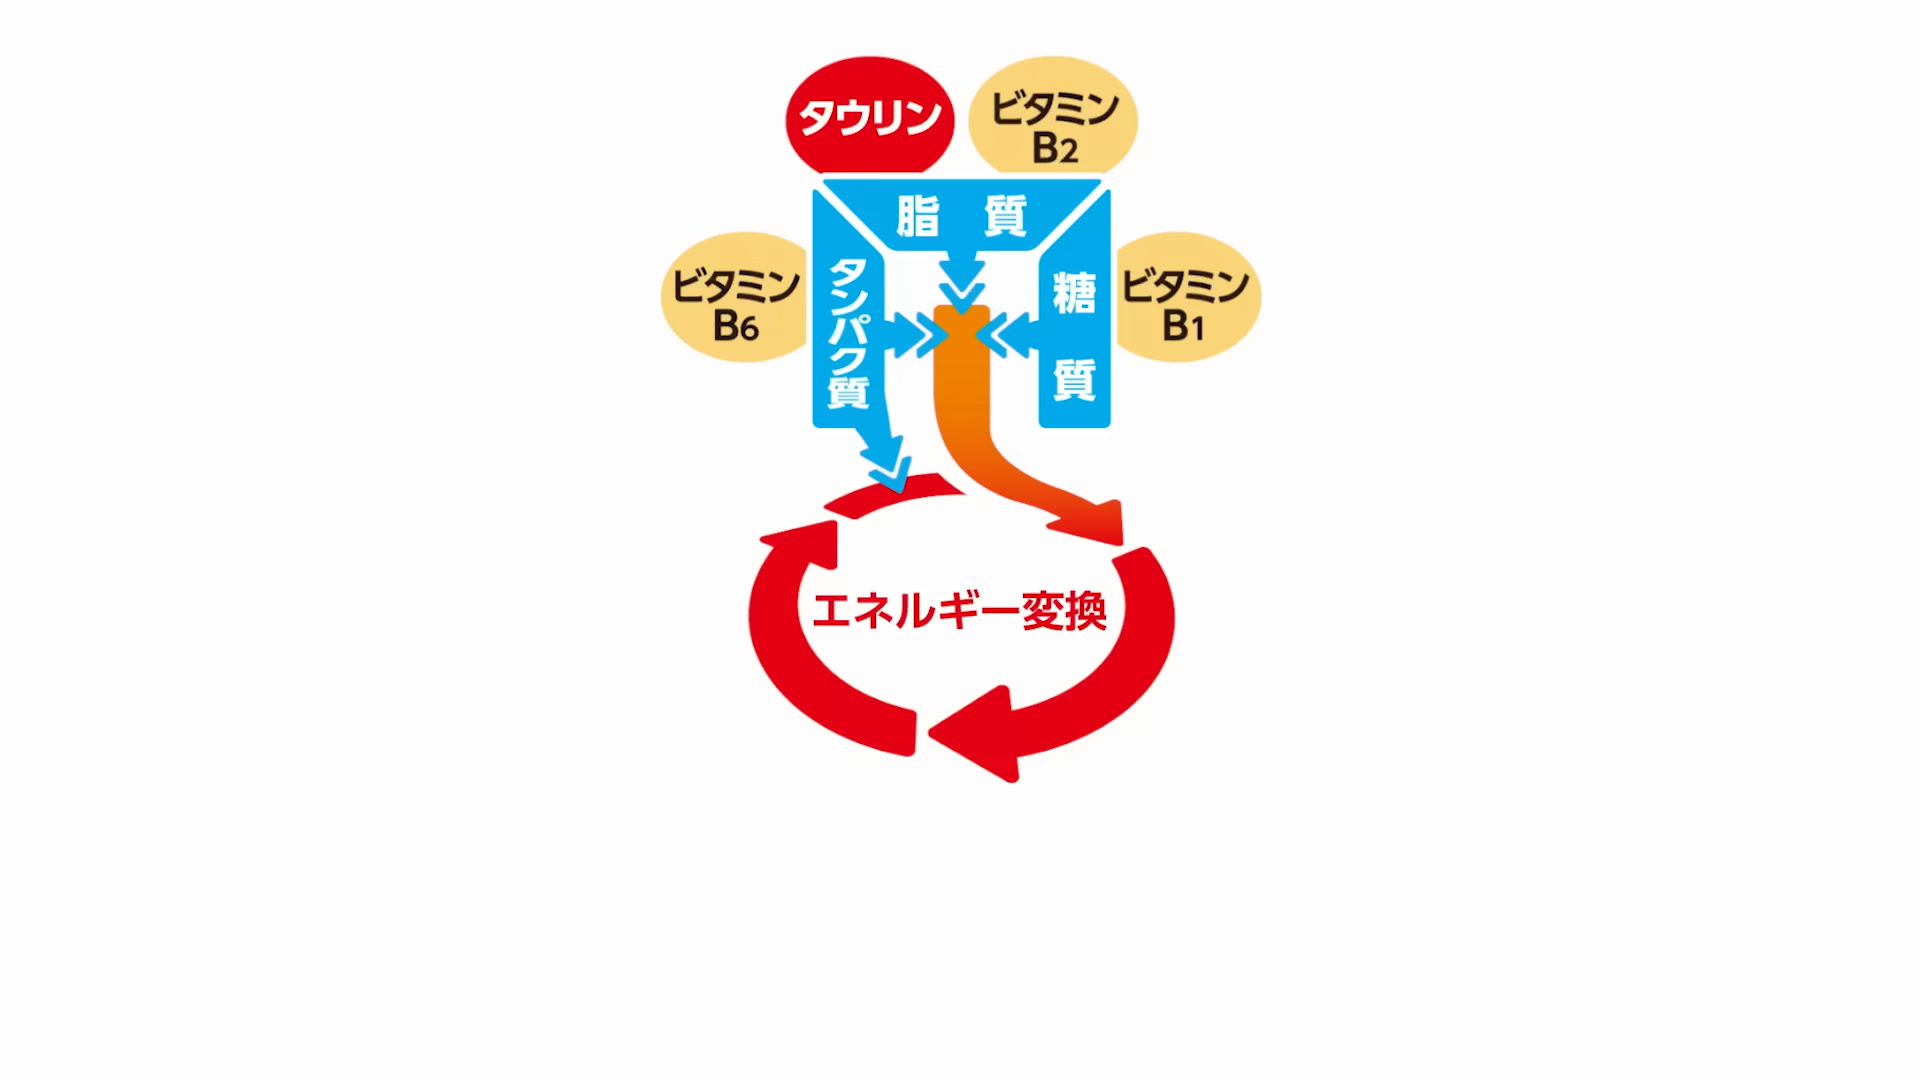 タウリン
ビタミン
B2
脂質
ビタミン
B6
タンパク質
糖質
ビタミン
B1
エネルギー変換